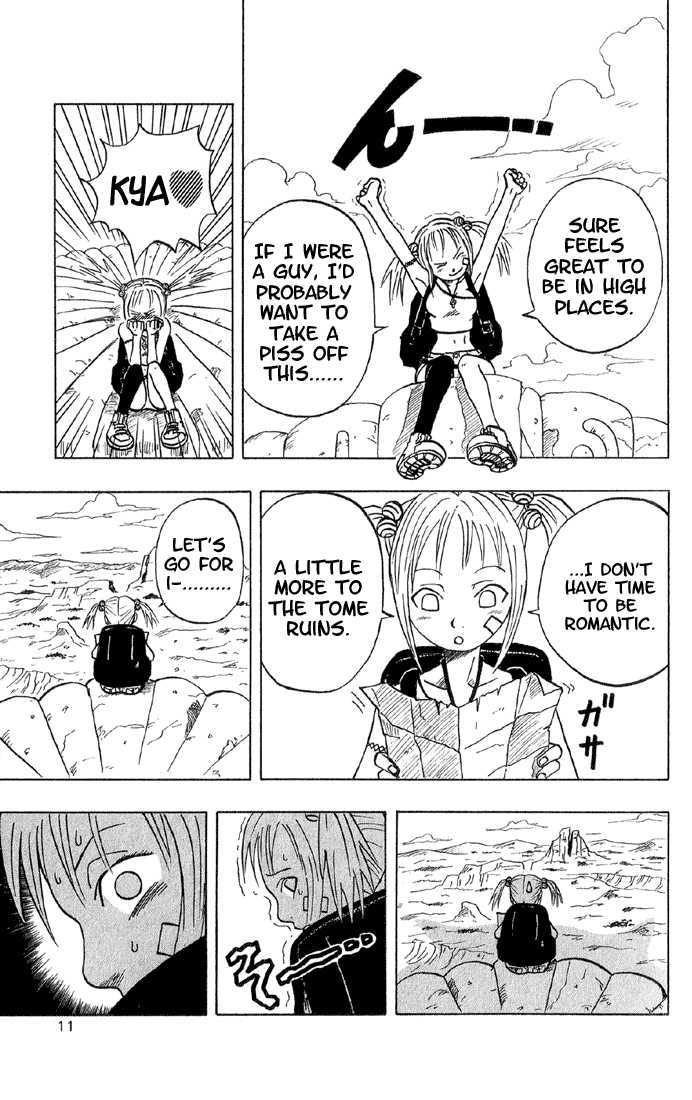 んー
SURE
FEELS
GREAT TO
BE IN HIGH
PLACES.
IF I WERE
A GUY, I'D
PROBABLY
WANT TO
TAKE A
PISS OFF
THIS......
KYA♥
...I DON'T
HAVE TIME
TO BE
ROMANTIC.
ガサ
A LITTLE
MORE TO
THE TOME
RUINS.
LET'S
GO FOR
I-.........
11